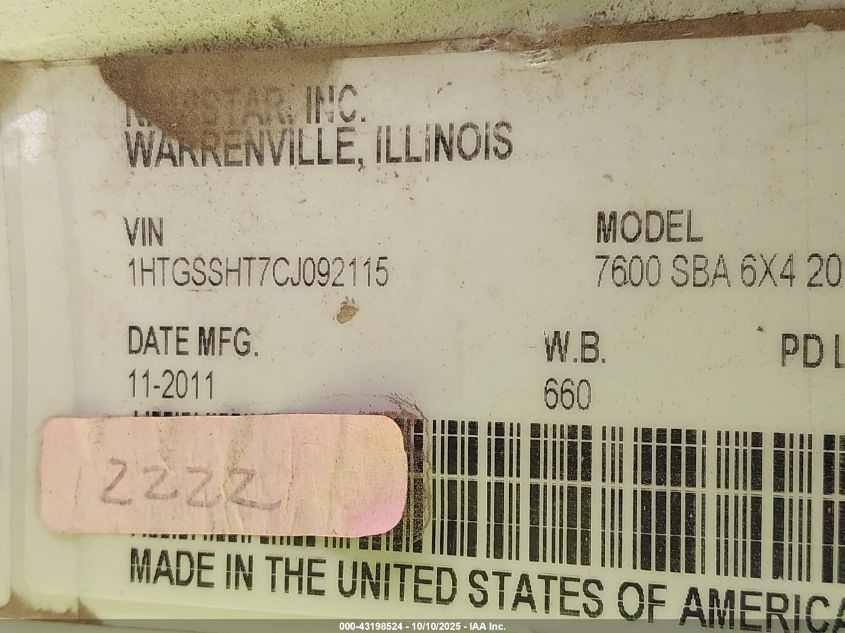 NAVISTAR, INC.
WARRENVILLE, ILLINOIS
VIN
1HTGSSHT7CJ092115
MODEL
7600 SBA 6X4 20
DATE MFG.
11-2011
W.B.
660
PD L
2222
MADE IN THE UNITED STATES OF AMERICA
000-43198524 - 10/10/2025 - IAA Inc.